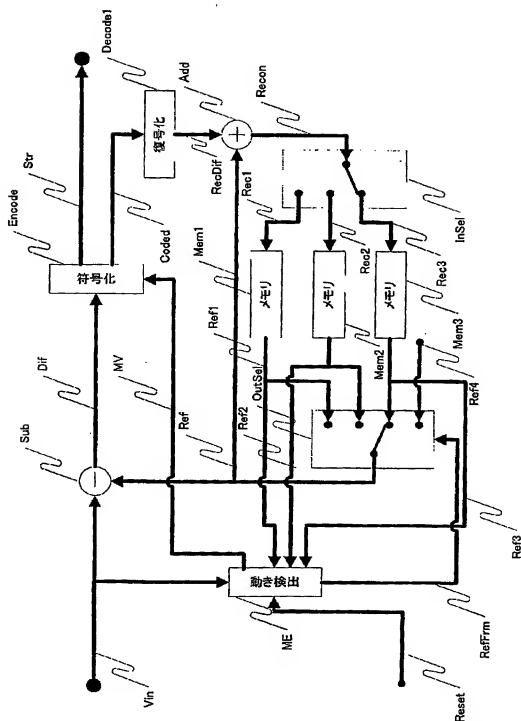 Decode1
Str
Encode
符号化
Coded
復号化
Add
RecDif
Recon
Dif
MV
Ref
Sub
Mem1
Rec1
Ref1
Ref2
OutSel
メモリ
メモリ
メモリ
Rec2
InSel
Rec3
Mem2
Mem3
Ref4
Ref3
動き検出
ME
RefFrm
Vin
Reset
+
−